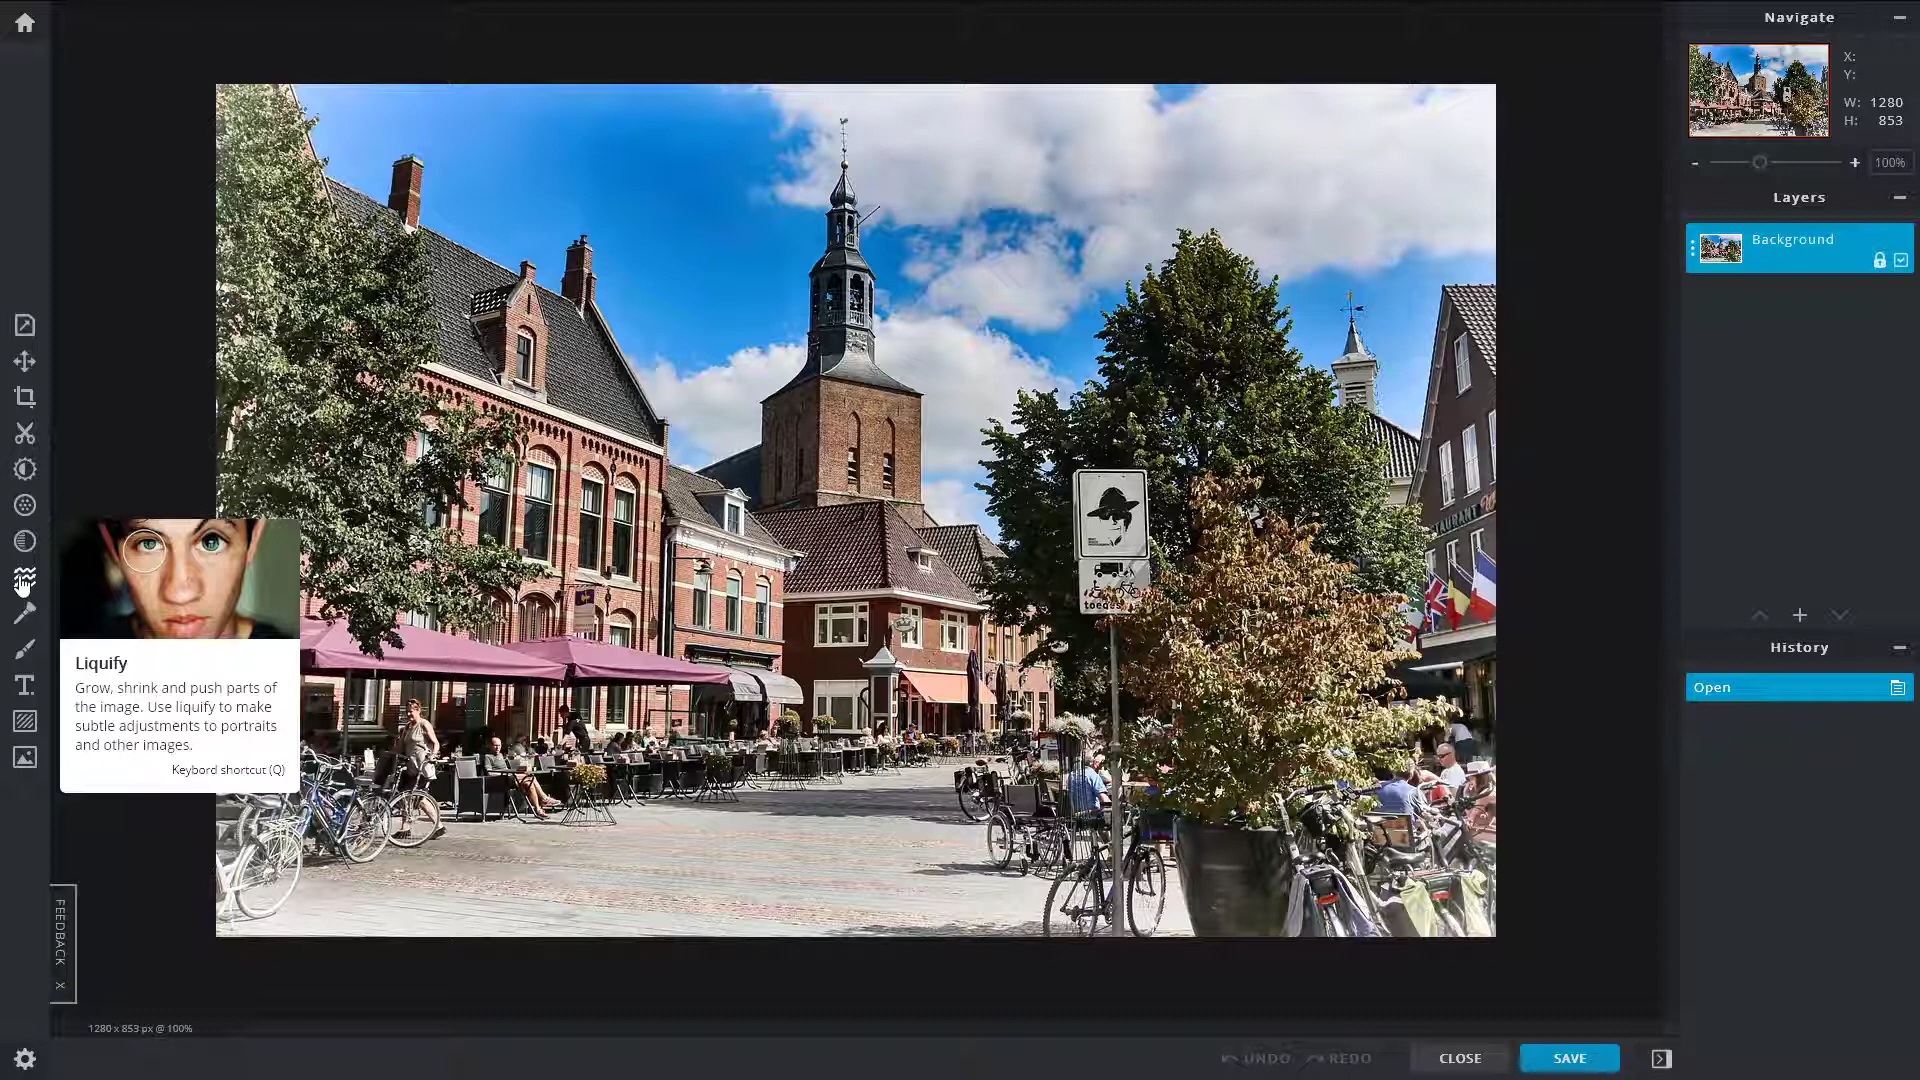 Navigate
X:
Y:
W: 1280
H: 853
- + 100%
Layers
Background
toeges
STAURANT
Liquify
Grow, shrink and push parts of
the image. Use liquify to make
subtle adjustments to portraits
and other images.
Keybord shortcut (Q)
History
Open
FEEDBACK X
1280 x 853 px @ 100%
UNDO REDO CLOSE SAVE